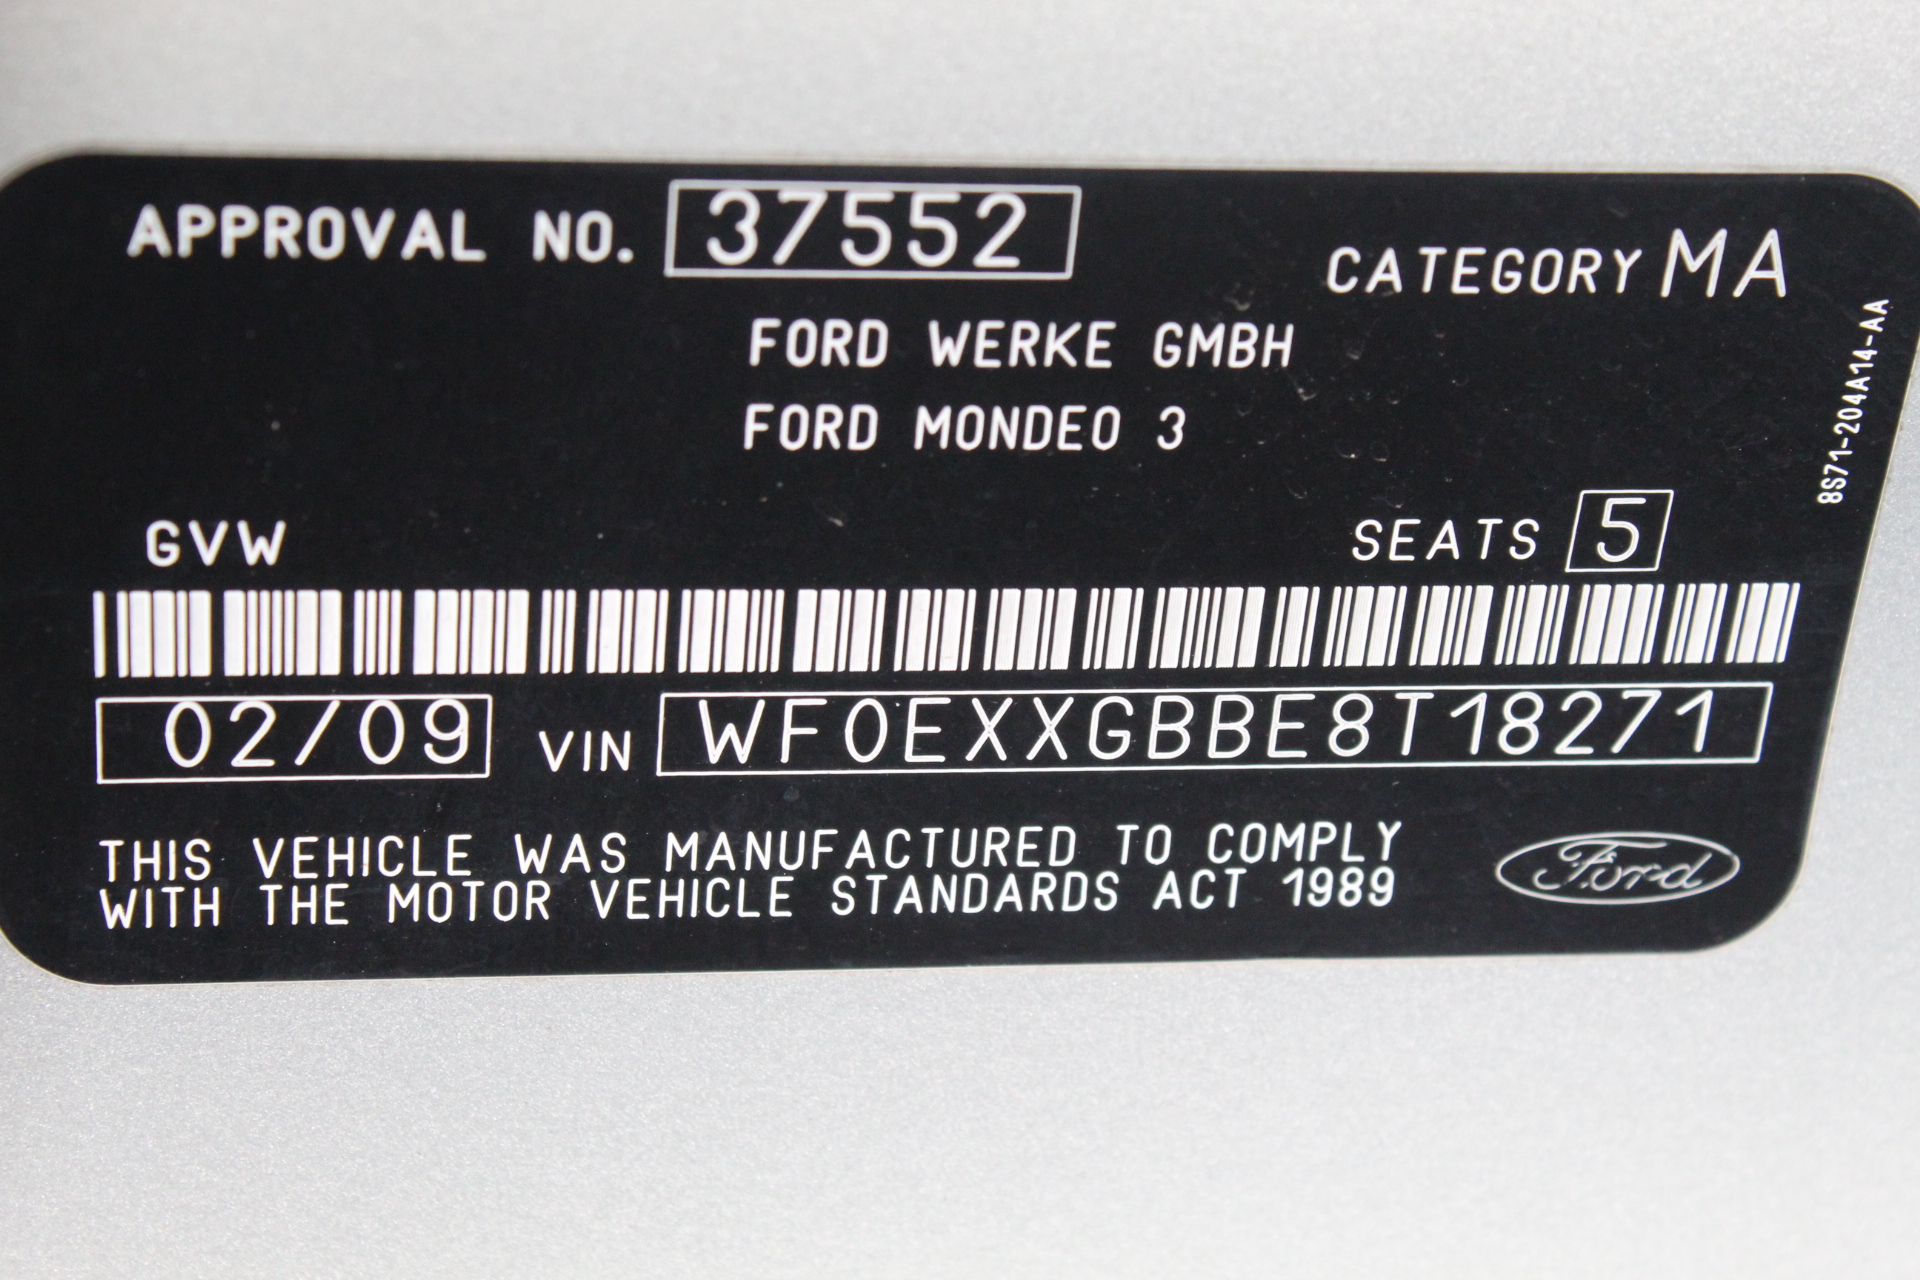 APPROVAL NO. 37552
CATEGORY MA
FORD WERKE GMBH
FORD MONDEO 3
8S71-204A14-AA
GVW
SEATS 5
02/09 VIN WF0EXXGBBE8T18271
THIS VEHICLE WAS MANUFACTURED TO COMPLY
WITH THE MOTOR VEHICLE STANDARDS ACT 1989
Ford